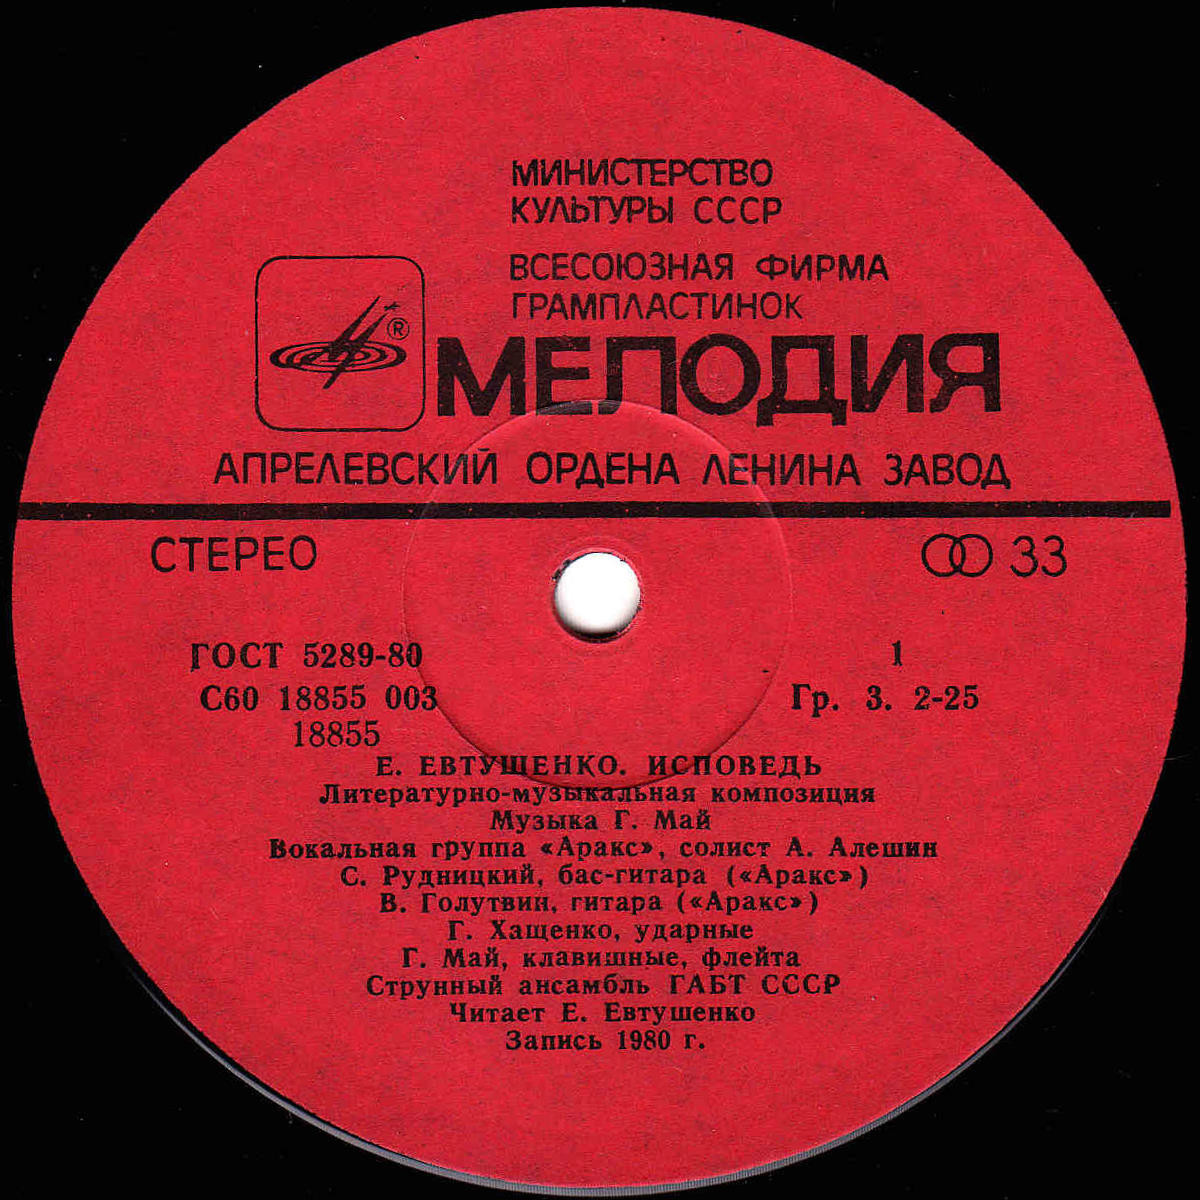 МИНИСТЕРСТВО
КУЛЬТУРЫ СССР
ВСЕСОЮЗНАЯ ФИРМА
ГРАМПЛАСТИНОК
®
МЕЛОДИЯ
АПРЕЛЕВСКИЙ ОРДЕНА ЛЕНИНА ЗАВОД
СТЕРЕО 33
ГОСТ 5289-80 1
С60 18855 003 Гр. 3. 2-25
18855
Е. ЕВТУШЕНКО. ИСПОВЕДЬ
Литературно-музыкальная композиция
Музыка Г. Май
Вокальная группа «Аракс», солист А. Алешин
С. Рудницкий, бас-гитара («Аракс»)
В. Голутвин, гитара («Аракс»)
Г. Хащенко, ударные
Г. Май, клавишные, флейта
Струнный ансамбль ГАБТ СССР
Читает Е. Евтушенко
Запись 1980 г.